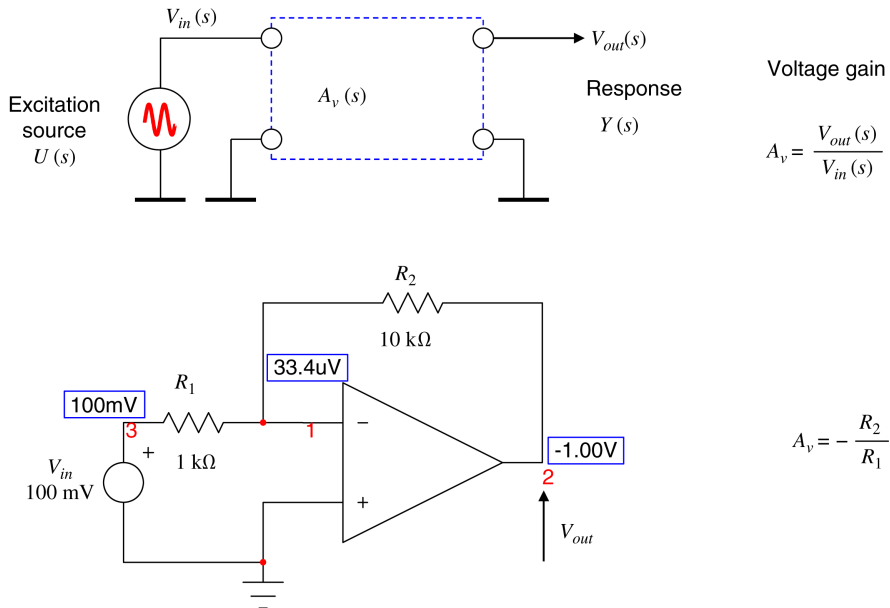 V_in (s)
V_out(s)
Voltage gain
Excitation
source
U (s)
A_v (s)
Response
Y (s)
A_v = V_out (s) / V_in (s)
R_2
10 kΩ
33.4uV
R_1
100mV
3
1
−
+
1 kΩ
V_in
100 mV
+
-1.00V
2
V_out
A_v = − R_2 / R_1